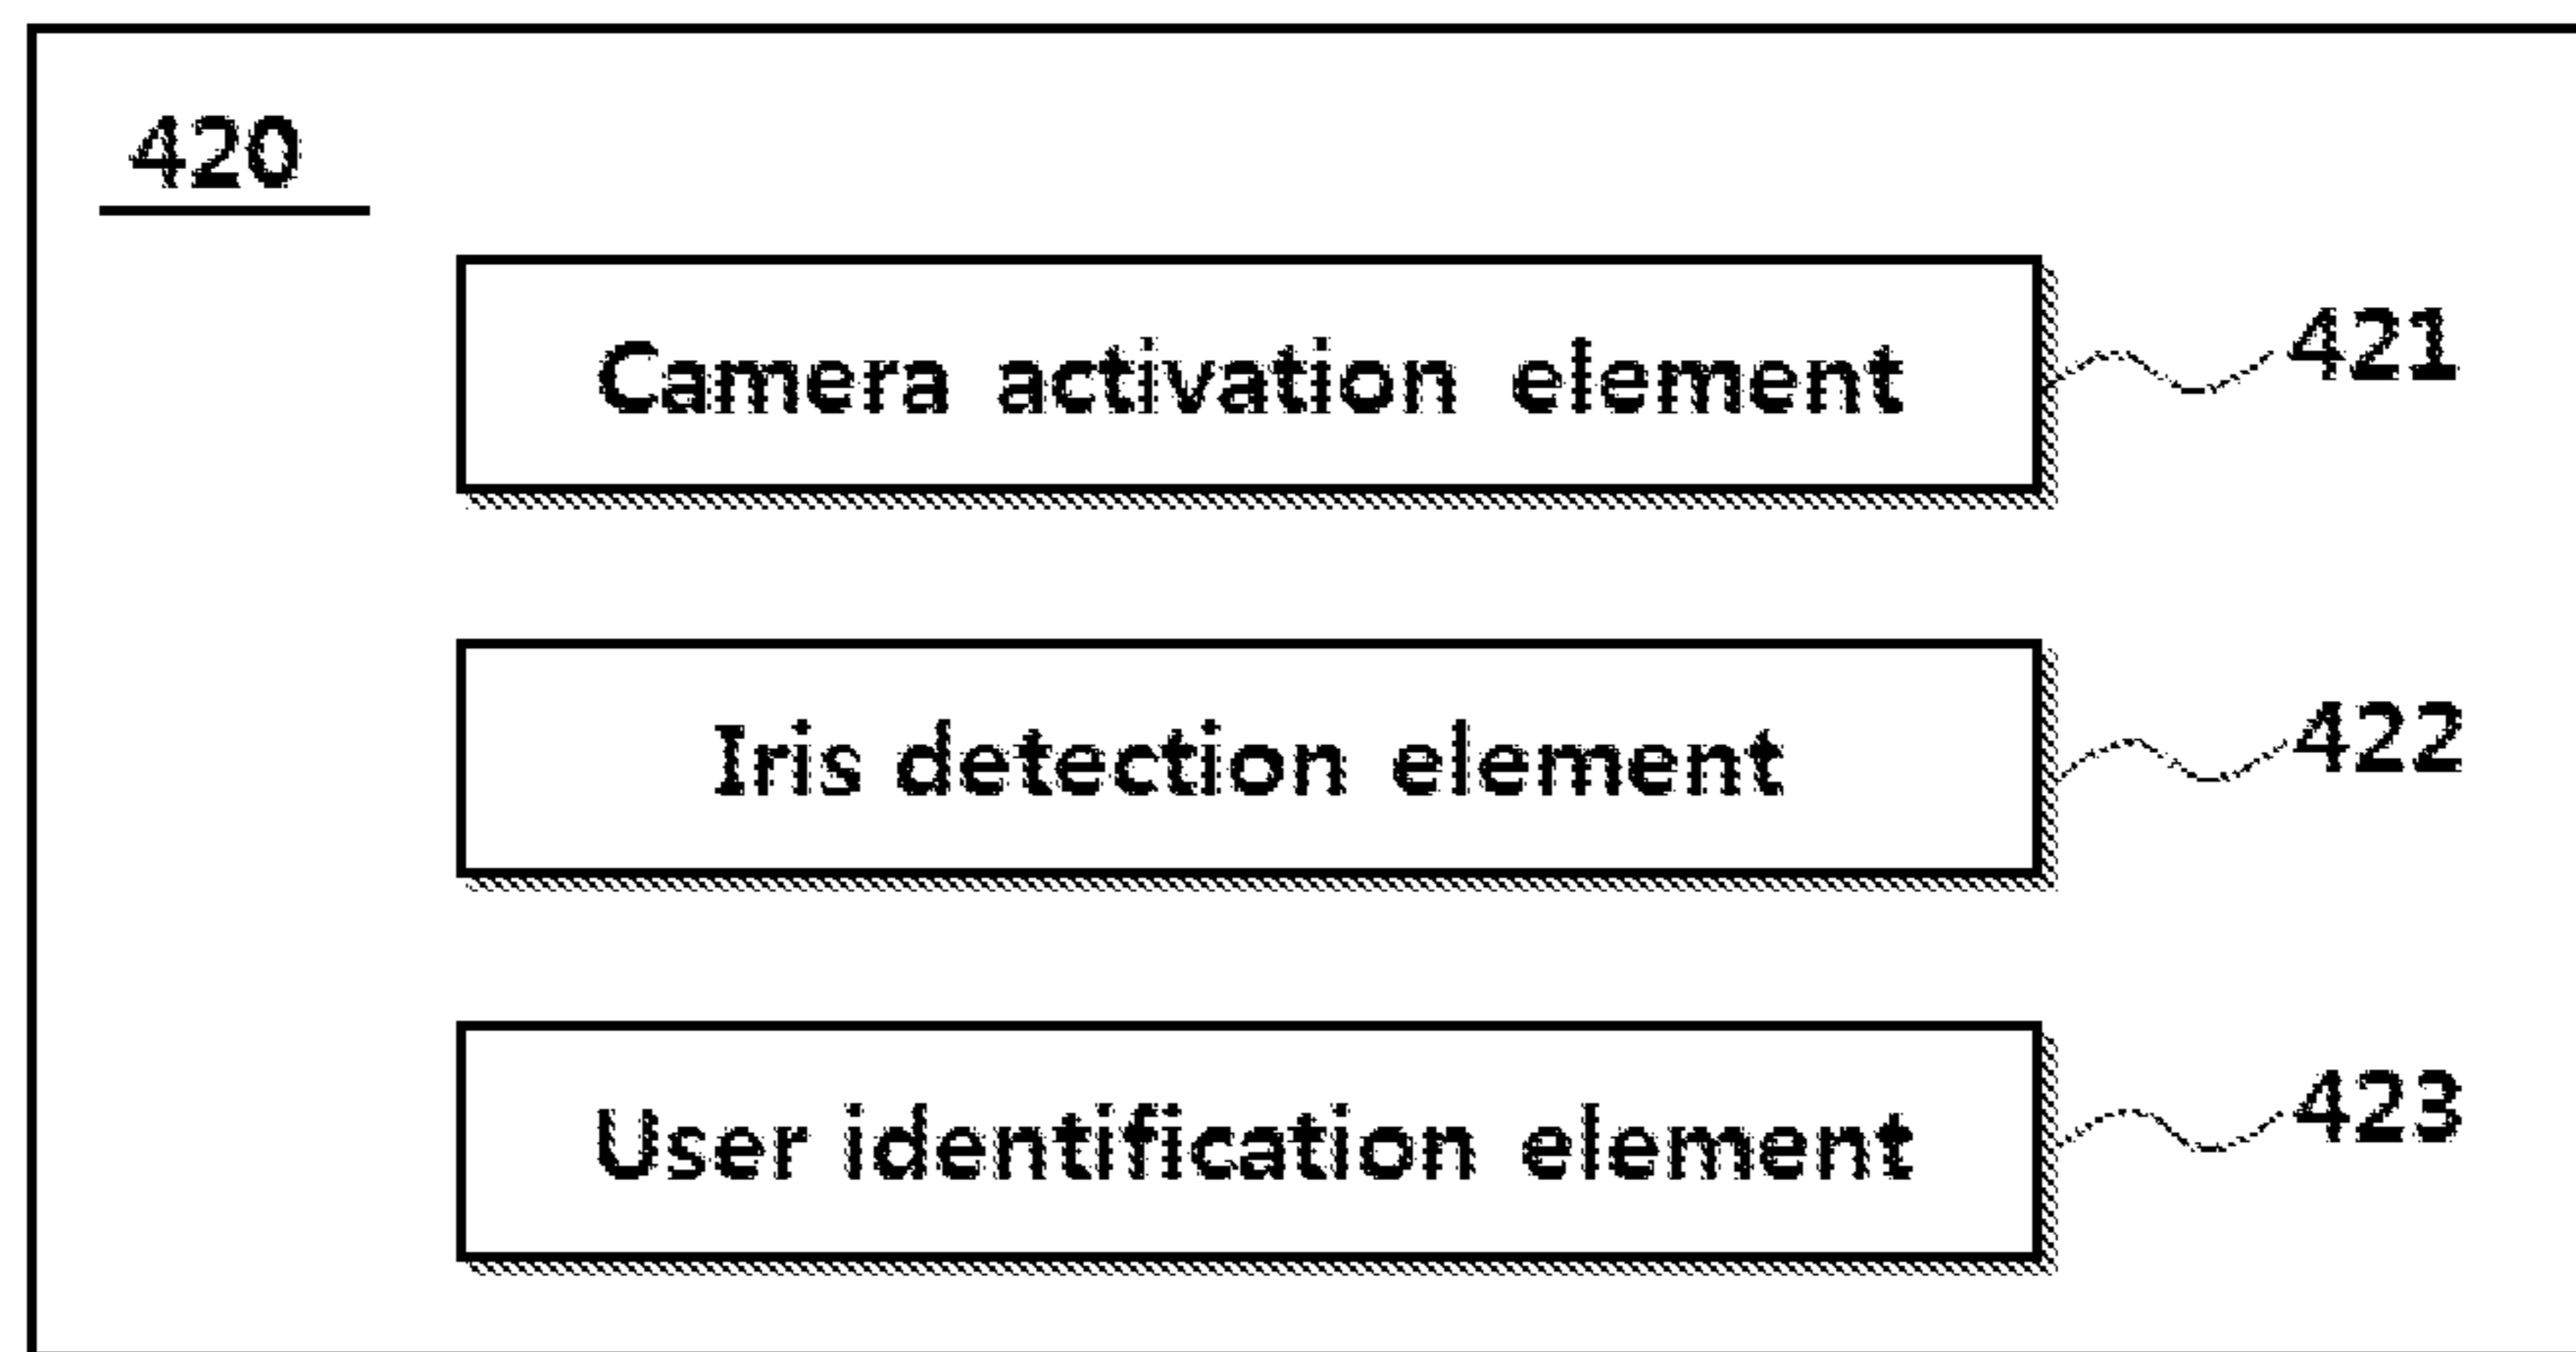 420
Camera activation element
421
Iris detection element
422
User identification element
423